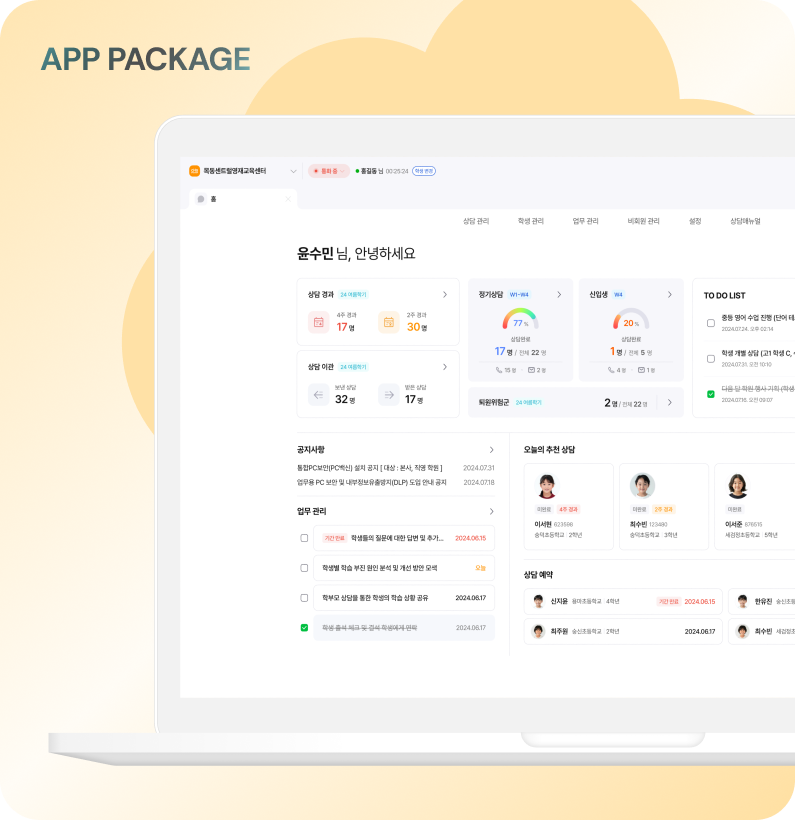 APP PACKAGE
목동센트럴영재교육센터
통화 중 ···
홍길동 님 00:25:24
학생 변경
홈
상담 관리 학생 관리 업무 관리 비회원 관리 설정 상담매뉴얼
윤수민 님, 안녕하세요
상담 경과 24 여름학기
4주 경과
17 명
2주 경과
30 명
정기상담 W1~W4
77 %
상담완료
17 명 / 전체 22 명
15 명 2 명
신입생 W4
20 %
상담완료
1 명 / 전체 5 명
4 명 1 명
TO DO LIST
중등 영어 수업 진행 (단어 테
2024.07.24. 오후 02:14
학생 개별 상담 (고1 학생 C,
2024.07.31. 오전 10:10
다음 달 학원 행사 기획 (학생
2024.07.16. 오전 09:07
상담 이관 24 여름학기
보낸 상담
32 명
받은 상담
17 명
퇴원위험군 24 여름학기
2 명 / 전체 22 명
공지사항
통합PC보안(PC백신) 설치 공지 [ 대상 : 본사, 직영 학원 ] 2024.07.31
업무용 PC 보안 및 내부정보유출방지(DLP) 도입 안내 공지 2024.07.18
업무 관리
기간 만료 학생들의 질문에 대한 답변 및 추가... 2024.06.15
학생별 학습 부진 원인 분석 및 개선 방안 모색 오늘
학부모 상담을 통한 학생의 학습 상황 공유 2024.06.17
학생 출석 체크 및 결석 학생에게 연락 2024.06.17
오늘의 추천 상담
미완료 4주 경과
이서현 623599
송덕초등학교 2학년
미완료 2주 경과
최수빈 123480
송덕초등학교 3학년
미완료
이서준 876515
세검정초등학교 5학년
상담 예약
신지윤 용마초등학교 4학년 기간 만료 2024.06.15
한유진 숭신초등
최주원 숭신초등학교 2학년 2024.06.17
최수빈 세검정